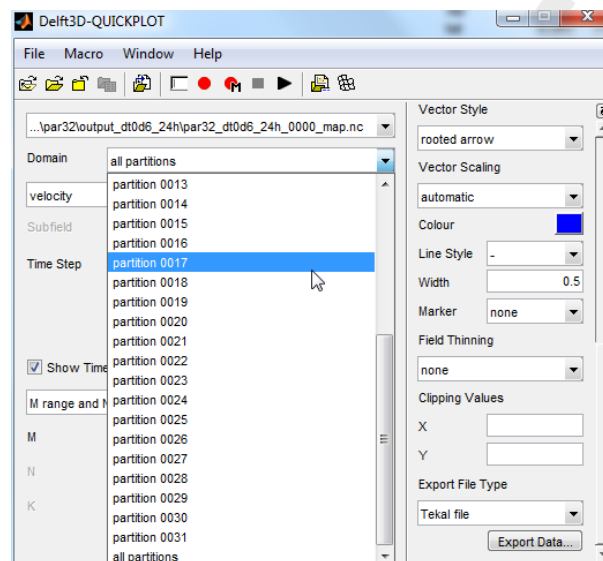 Delft3D-QUICKPLOT
File Macro Window Help
...\par32\output_dt0d6_24h\par32_dt0d6_24h_0000_map.nc
Domain all partitions
velocity
Subfield
Time Step
Show Time
M range and N
M
N
K
partition 0013
partition 0014
partition 0015
partition 0016
partition 0017
partition 0018
partition 0019
partition 0020
partition 0021
partition 0022
partition 0023
partition 0024
partition 0025
partition 0026
partition 0027
partition 0028
partition 0029
partition 0030
partition 0031
all partitions
Vector Style
rooted arrow
Vector Scaling
automatic
Colour
Line Style -
Width 0.5
Marker none
Field Thinning
none
Clipping Values
X
Y
Export File Type
Tekal file
Export Data...